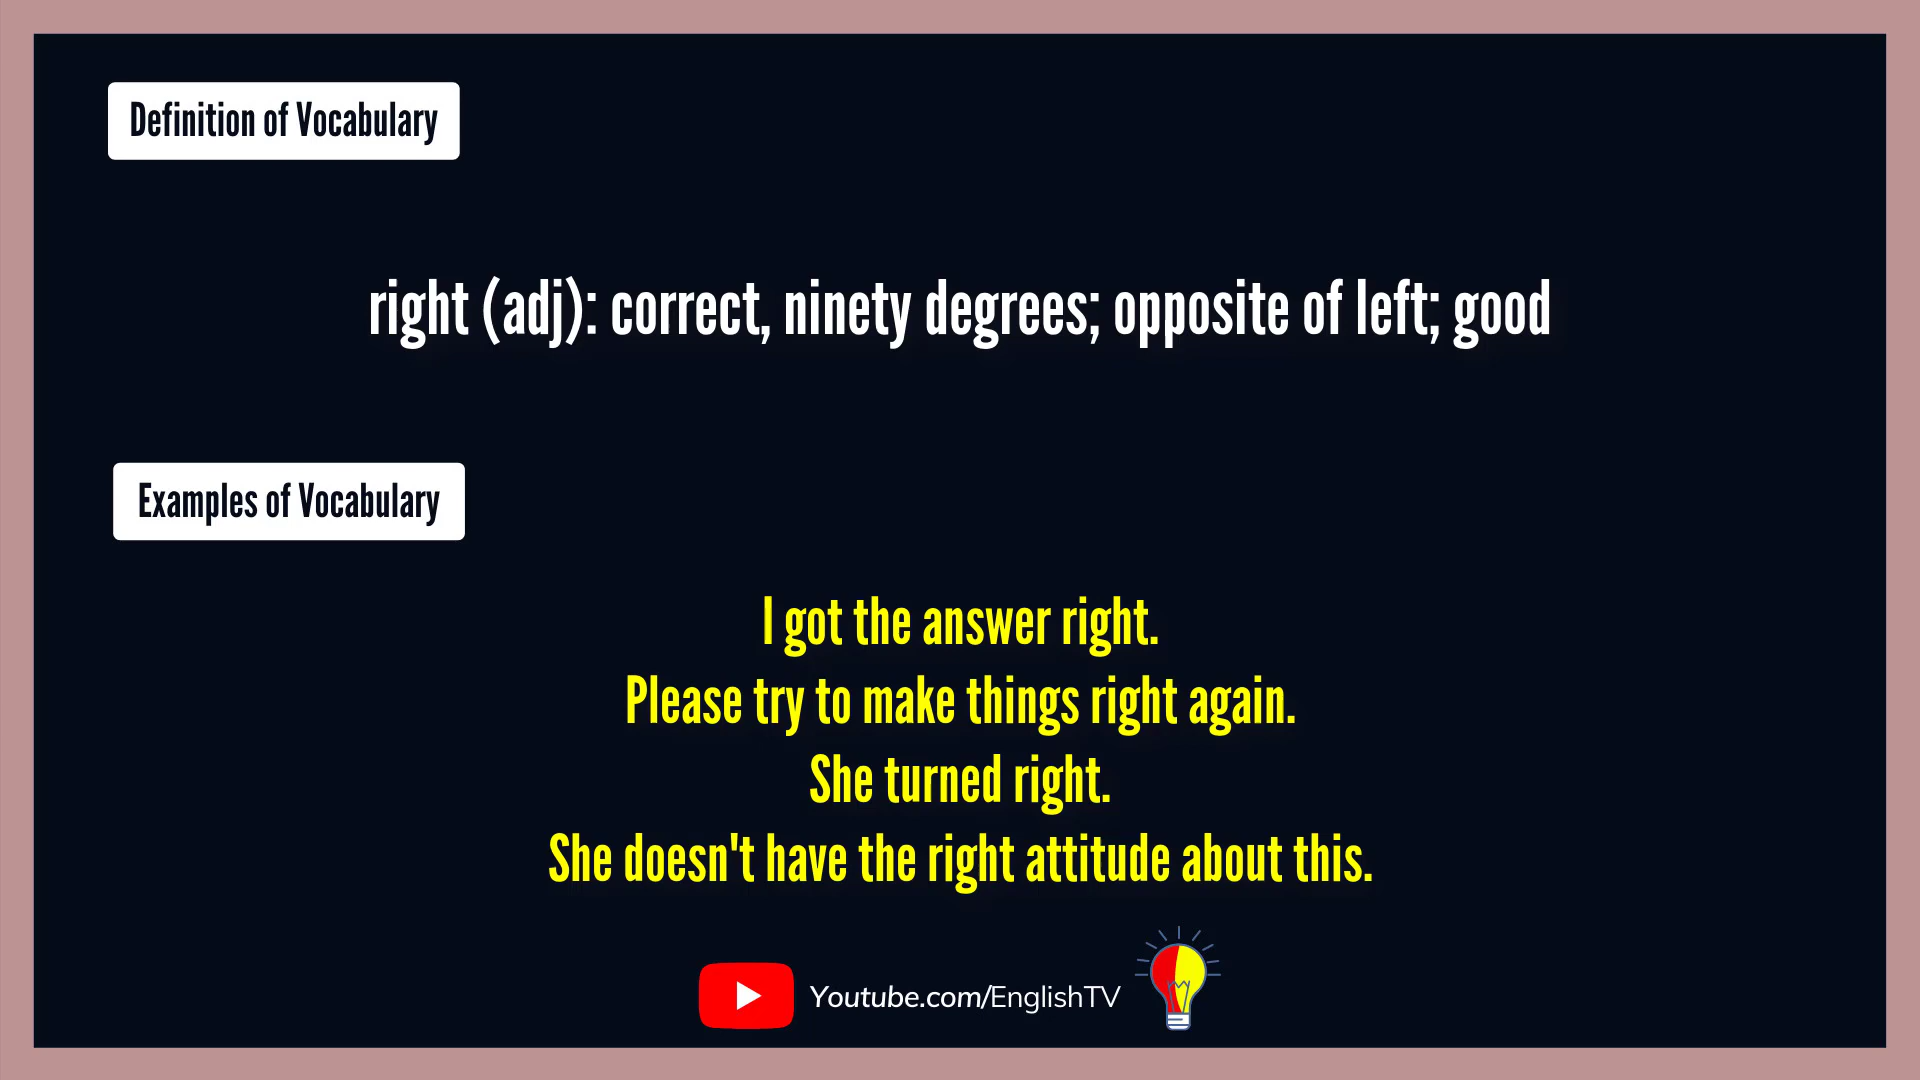 Definition of Vocabulary
right (adj): correct, ninety degrees; opposite of left; good
Examples of Vocabulary
I got the answer right.
Please try to make things right again.
She turned right.
She doesn't have the right attitude about this.
Youtube.com/EnglishTV